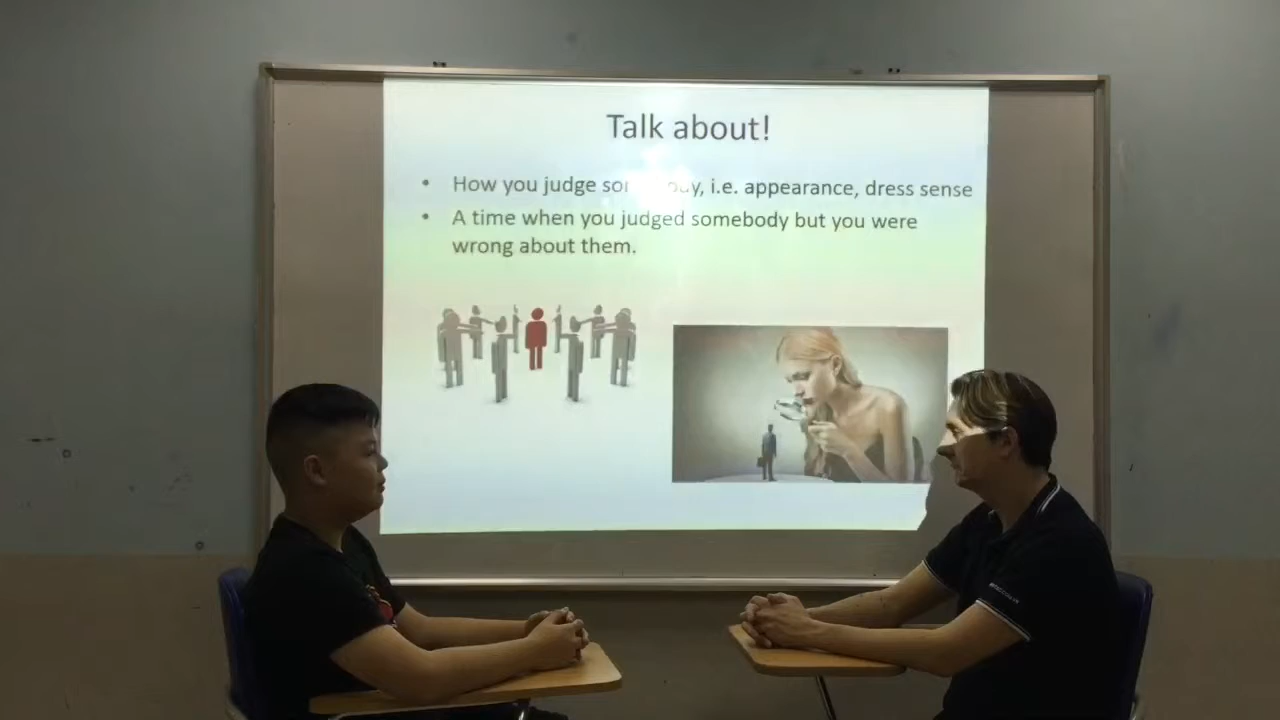 Talk about!
• How you judge somebody, i.e. appearance, dress sense
• A time when you judged somebody but you were
wrong about them.